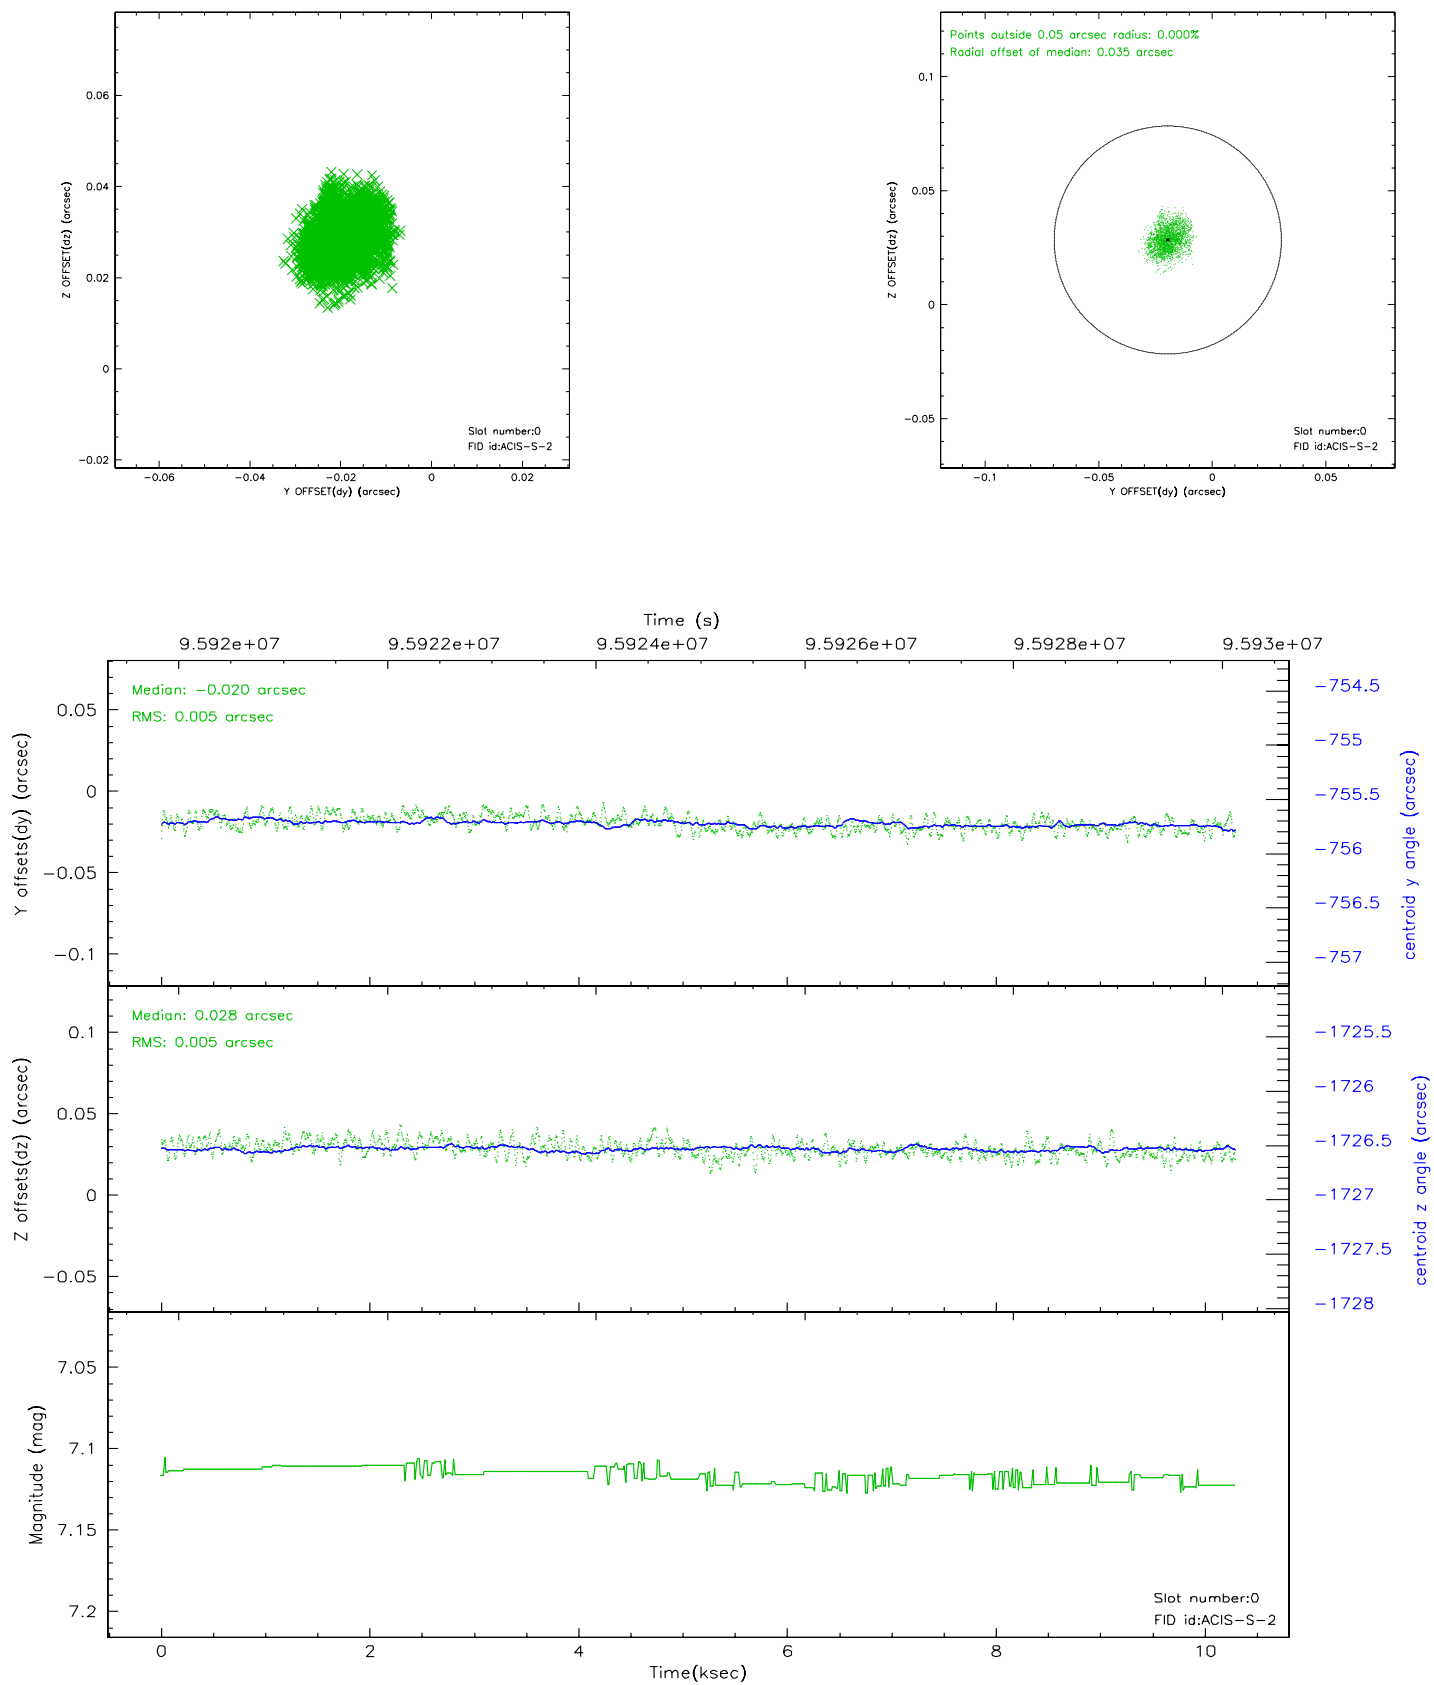 0.06
0.04
0.02
0
−0.02
Z OFFSET(dz) (arcsec)
Slot number:0
FID id:ACIS−S−2
−0.06
−0.04
−0.02
0
0.02
Y OFFSET(dy) (arcsec)
Points outside 0.05 arcsec radius: 0.000%
Radial offset of median: 0.035 arcsec
0.1
0.05
0
−0.05
Z OFFSET(dz) (arcsec)
Slot number:0
FID id:ACIS−S−2
−0.1
−0.05
0
0.05
Y OFFSET(dy) (arcsec)
Time (s)
9.592e+07
9.5922e+07
9.5924e+07
9.5926e+07
9.5928e+07
9.593e+07
Median: −0.020 arcsec
RMS: 0.005 arcsec
0.05
0
−0.05
−0.1
Y offsets(dy) (arcsec)
−754.5
−755
−755.5
−756
−756.5
−757
centroid y angle (arcsec)
Median: 0.028 arcsec
RMS: 0.005 arcsec
0.1
0.05
0
−0.05
Z offsets(dz) (arcsec)
−1725.5
−1726
−1726.5
−1727
−1727.5
−1728
centroid z angle (arcsec)
7.05
7.1
7.15
7.2
Magnitude (mag)
Slot number:0
FID id:ACIS−S−2
0
2
4
6
8
10
Time(ksec)